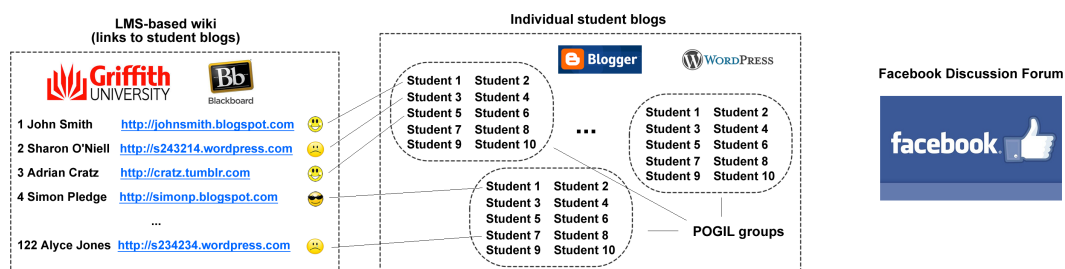 LMS-based wiki
(links to student blogs)
Griffith
UNIVERSITY
Bb
Blackboard
1 John Smith http://johnsmith.blogspot.com
2 Sharon O'Niell http://s243214.wordpress.com
3 Adrian Cratz http://cratz.tumblr.com
4 Simon Pledge http://simonp.blogspot.com
...
122 Alyce Jones http://s234234.wordpress.com
Individual student blogs
Blogger
WORDPRESS
Student 1 Student 2
Student 3 Student 4
Student 5 Student 6
Student 7 Student 8
Student 9 Student 10
...
Student 1 Student 2
Student 3 Student 4
Student 5 Student 6
Student 7 Student 8
Student 9 Student 10
Student 1 Student 2
Student 3 Student 4
Student 5 Student 6
Student 7 Student 8
Student 9 Student 10
POGIL groups
Facebook Discussion Forum
facebook.